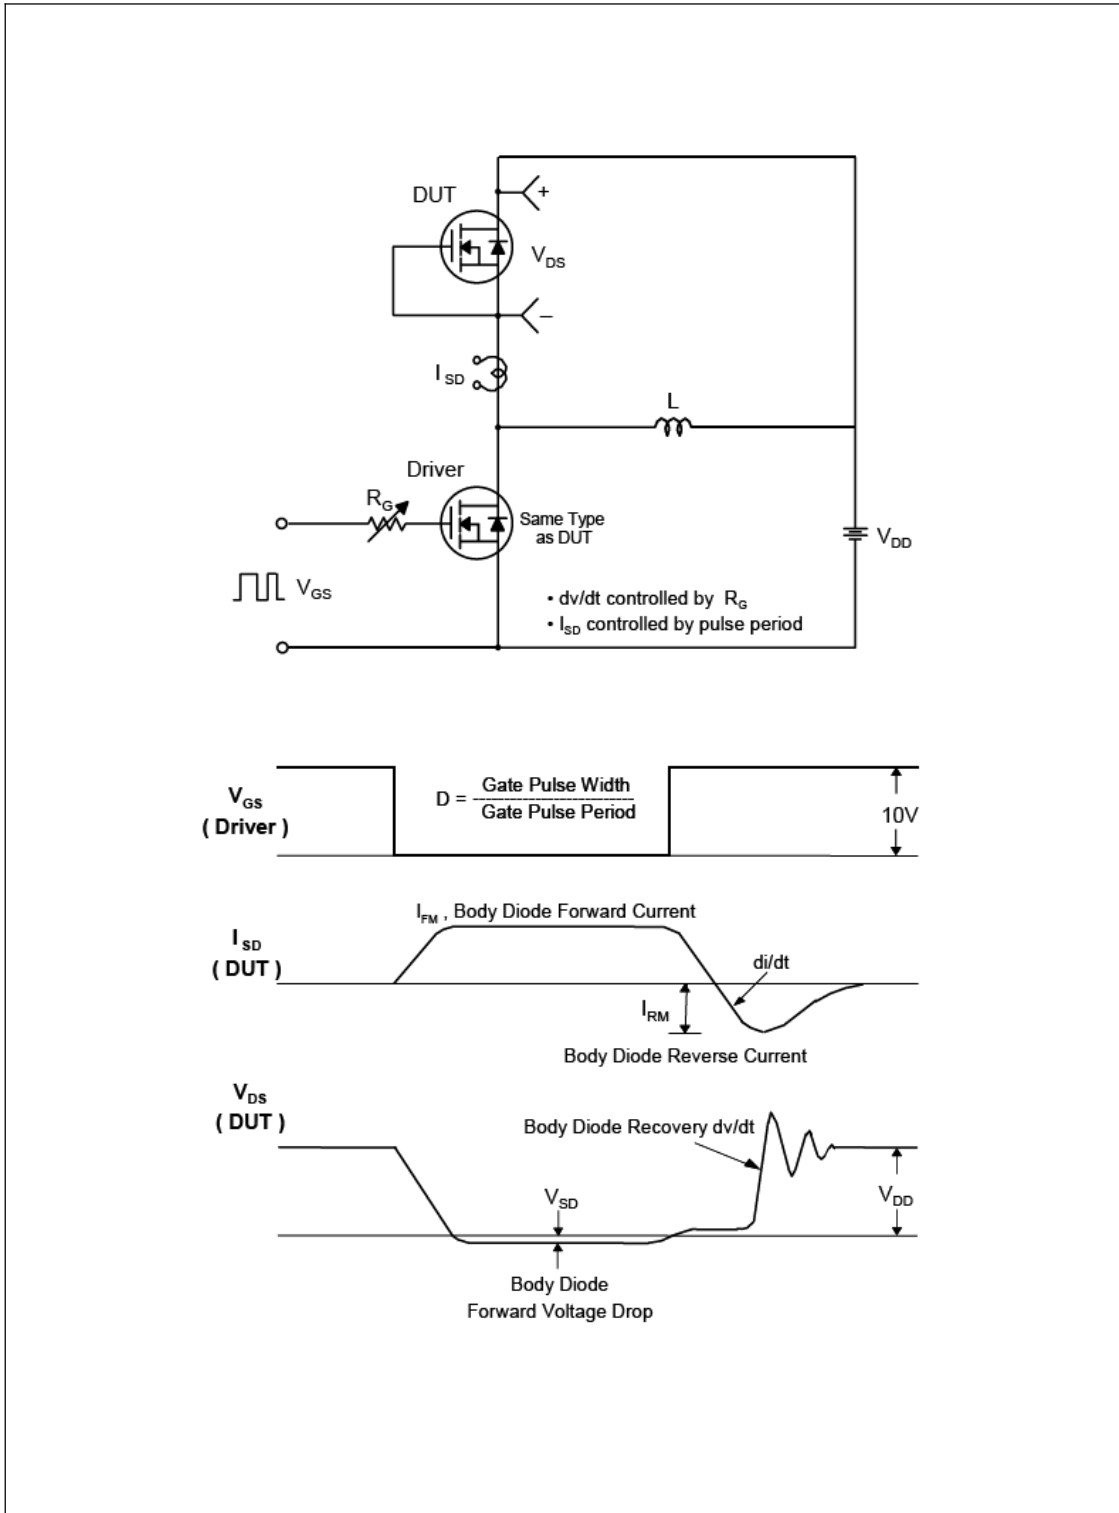 DUT
+
V_DS
–
I_SD
L
Driver
R_G
Same Type
as DUT
V_DD
V_GS
• dv/dt controlled by R_G
• I_SD controlled by pulse period
V_GS
( Driver )
D = Gate Pulse Width
Gate Pulse Period
10V
I_FM , Body Diode Forward Current
I_SD
( DUT )
di/dt
I_RM
Body Diode Reverse Current
V_DS
( DUT )
Body Diode Recovery dv/dt
V_SD
V_DD
Body Diode
Forward Voltage Drop